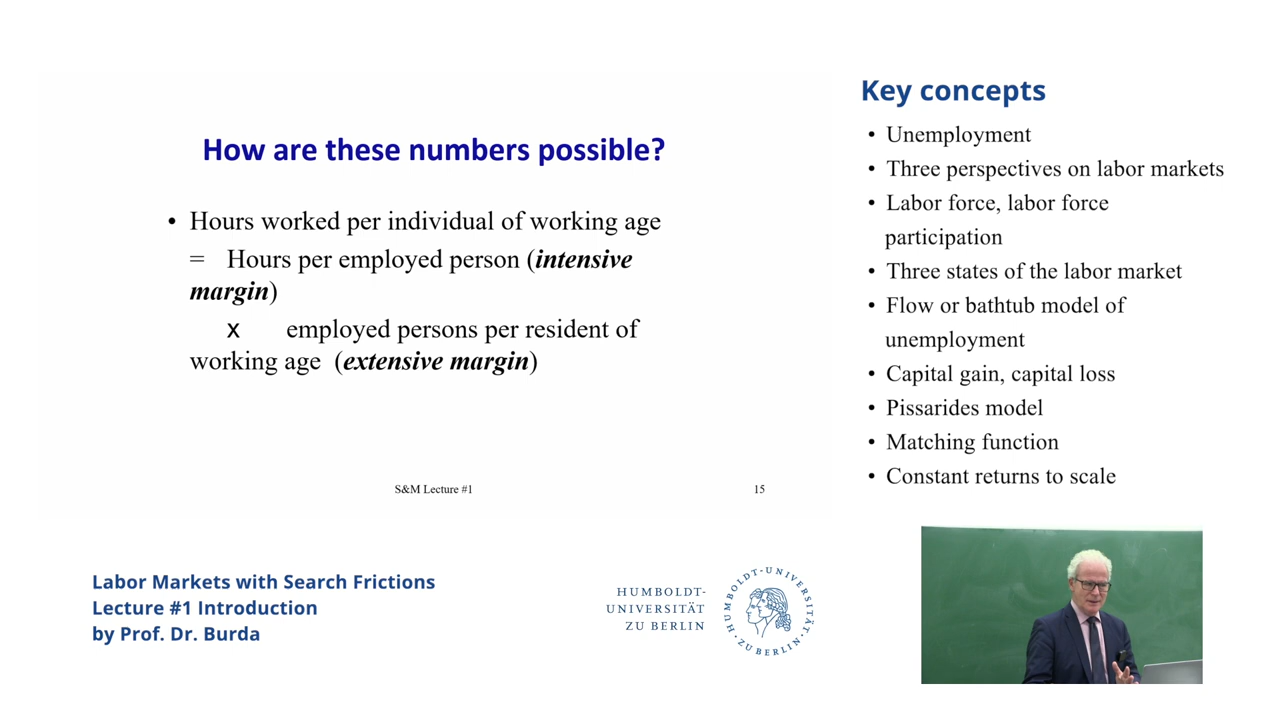 How are these numbers possible?
• Hours worked per individual of working age
= Hours per employed person (intensive
margin)
x employed persons per resident of
working age (extensive margin)
S&M Lecture #1
15
Key concepts
• Unemployment
• Three perspectives on labor markets
• Labor force, labor force
participation
• Three states of the labor market
• Flow or bathtub model of
unemployment
• Capital gain, capital loss
• Pissarides model
• Matching function
• Constant returns to scale
Labor Markets with Search Frictions
Lecture #1 Introduction
by Prof. Dr. Burda
HUMBOLDT-
UNIVERSITÄT
ZU BERLIN
HUMBOLDT-UNIVERSITÄT
·ZU BERLIN·